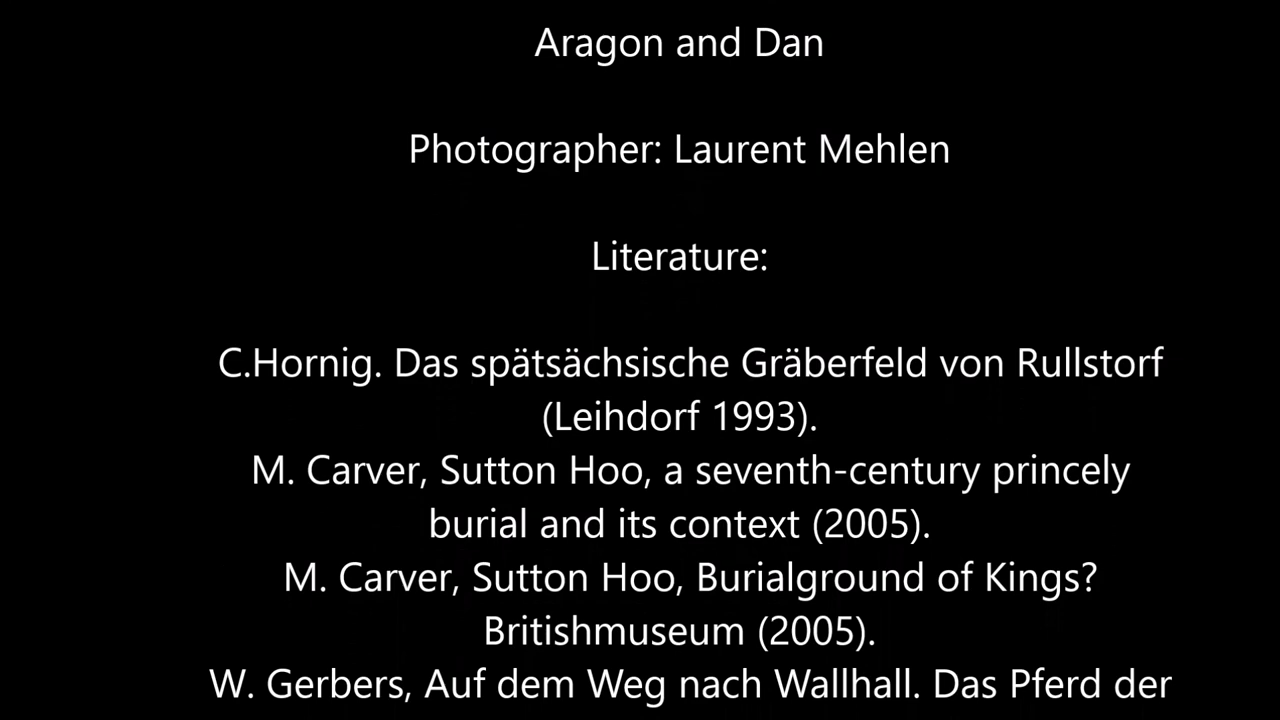 Aragon and Dan
Photographer: Laurent Mehlen
Literature:
C.Hornig. Das spätsächsische Gräberfeld von Rullstorf
(Leihdorf 1993).
M. Carver, Sutton Hoo, a seventh-century princely
burial and its context (2005).
M. Carver, Sutton Hoo, Burialground of Kings?
Britishmuseum (2005).
W. Gerbers, Auf dem Weg nach Wallhall. Das Pferd der